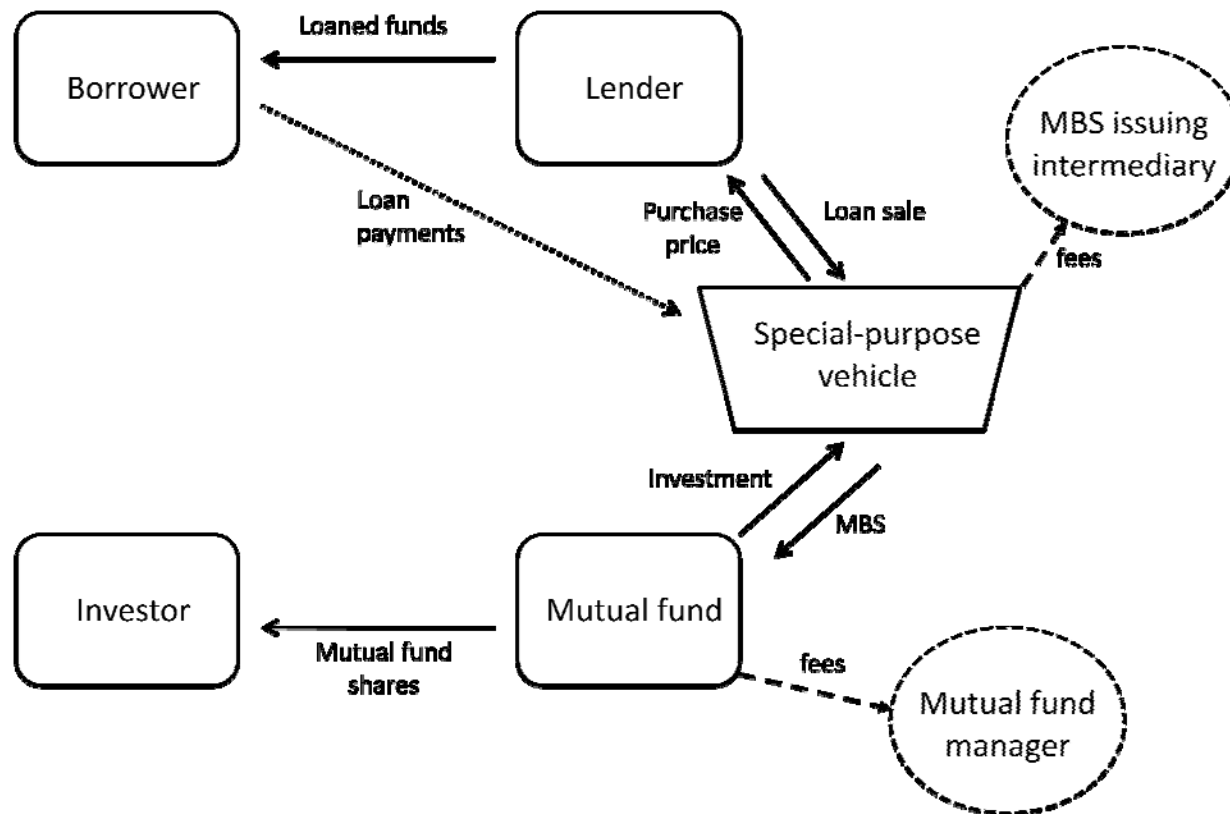 Loaned funds
Borrower
Lender
MBS issuing
intermediary
Loan
payments
Purchase
price
Loan sale
fees
Special-purpose
vehicle
Investment
MBS
Investor
Mutual fund
Mutual fund
shares
fees
Mutual fund
manager